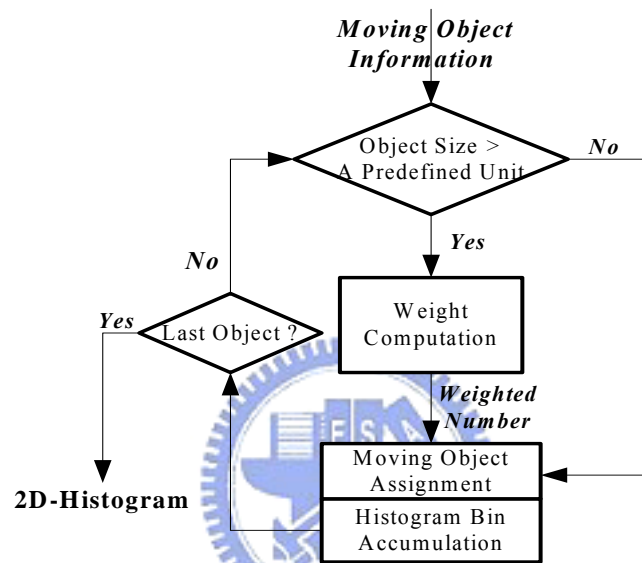 Moving Object
Information
Object Size >
A Predefined Unit
No
Yes
No
Weight
Computation
Yes
Last Object ?
Weighted
Number
Moving Object
Assignment
2D-Histogram
Histogram Bin
Accumulation
E S A